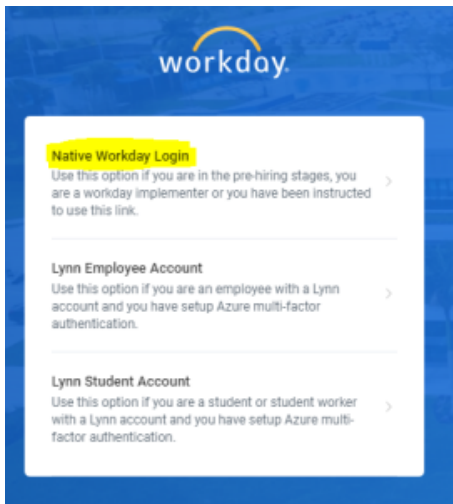 workday.
Native Workday Login
Use this option if you are in the pre-hiring stages, you
are a workday implementer or you have been instructed
to use this link.
Lynn Employee Account
Use this option if you are an employee with a Lynn
account and you have setup Azure multi-factor
authentication.
Lynn Student Account
Use this option if you are a student or student worker
with a Lynn account and you have setup Azure multi-
factor authentication.